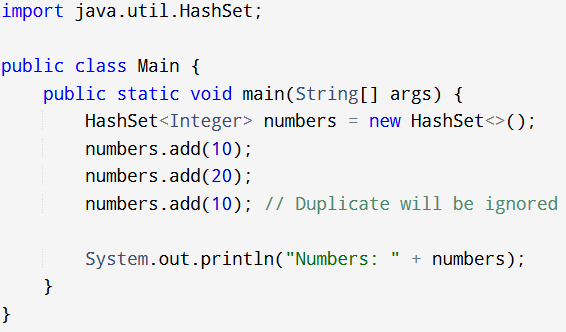 import java.util.HashSet;
public class Main {
    public static void main(String[] args) {
        HashSet<Integer> numbers = new HashSet<>();
        numbers.add(10);
        numbers.add(20);
        numbers.add(10); // Duplicate will be ignored
        System.out.println("Numbers: " + numbers);
    }
}